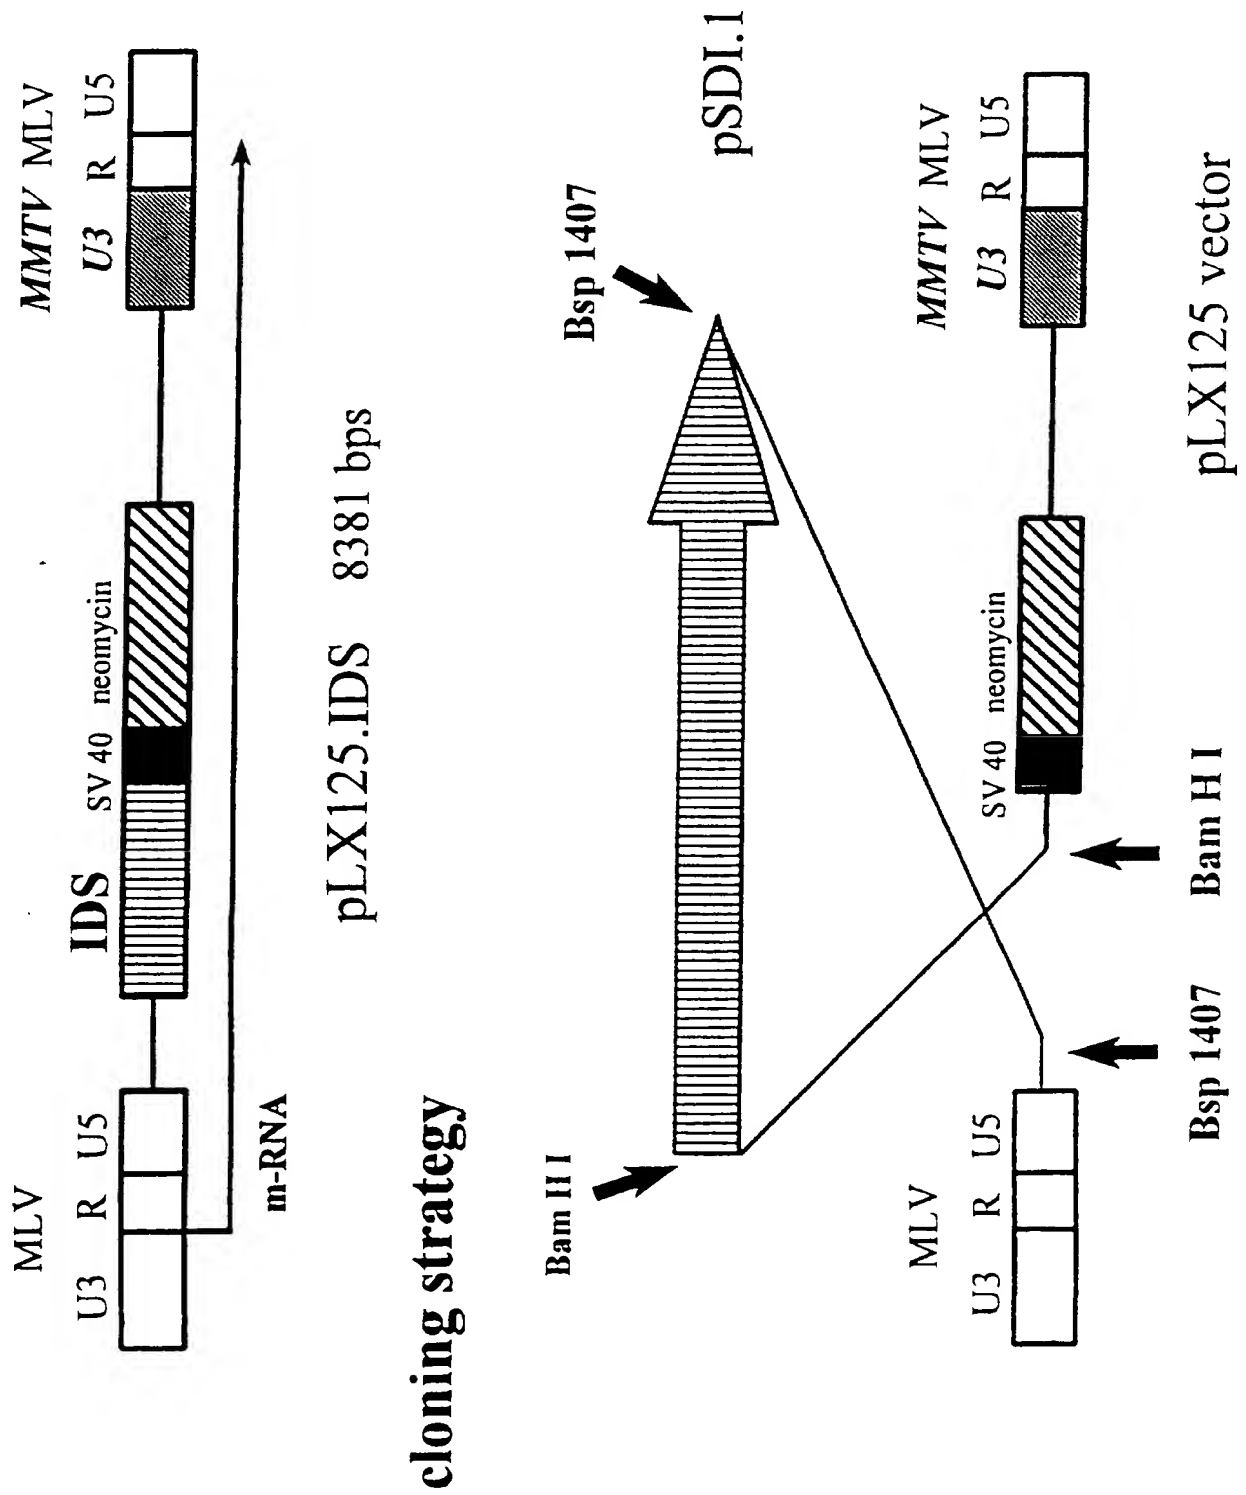 MMTV MLV
MLV
U3 R U5
IDS
SV 40 neomycin
U3 R U5
m-RNA
pLX125.IDS 8381 bps
cloning strategy
Bam H I
Bsp 1407
pSDI.1
MLV
U3 R U5
SV 40 neomycin
MMTV MLV
U3 R U5
Bsp 1407
Bam H I
pLX125 vector